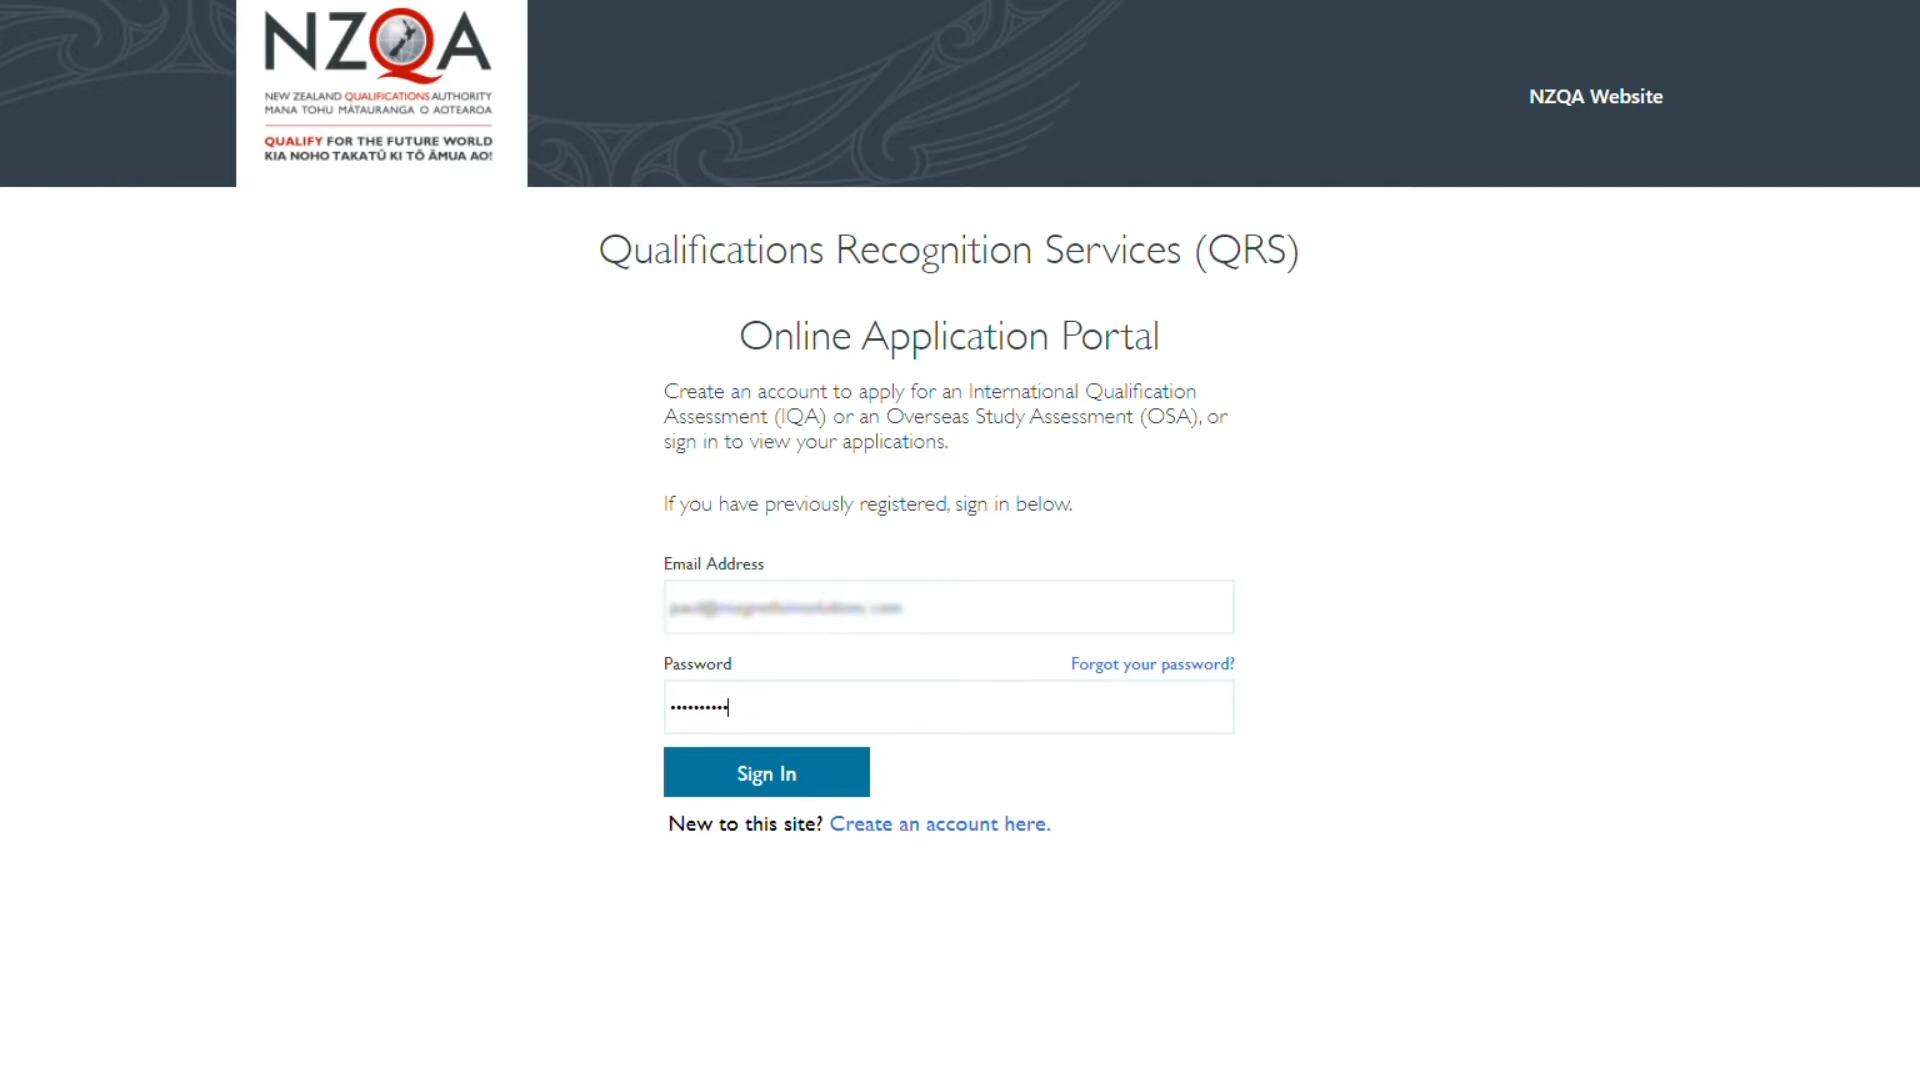 NZQA
NEW ZEALAND QUALIFICATIONS AUTHORITY
MANA TOHU MĀTAURANGA O AOTEAROA
QUALIFY FOR THE FUTURE WORLD
KIA NOHO TAKATŪ KI TŌ ĀMUA AO!
NZQA Website
Qualifications Recognition Services (QRS)
Online Application Portal
Create an account to apply for an International Qualification
Assessment (IQA) or an Overseas Study Assessment (OSA), or
sign in to view your applications.
If you have previously registered, sign in below.
Email Address
Password
Forgot your password?
Sign In
New to this site? Create an account here.